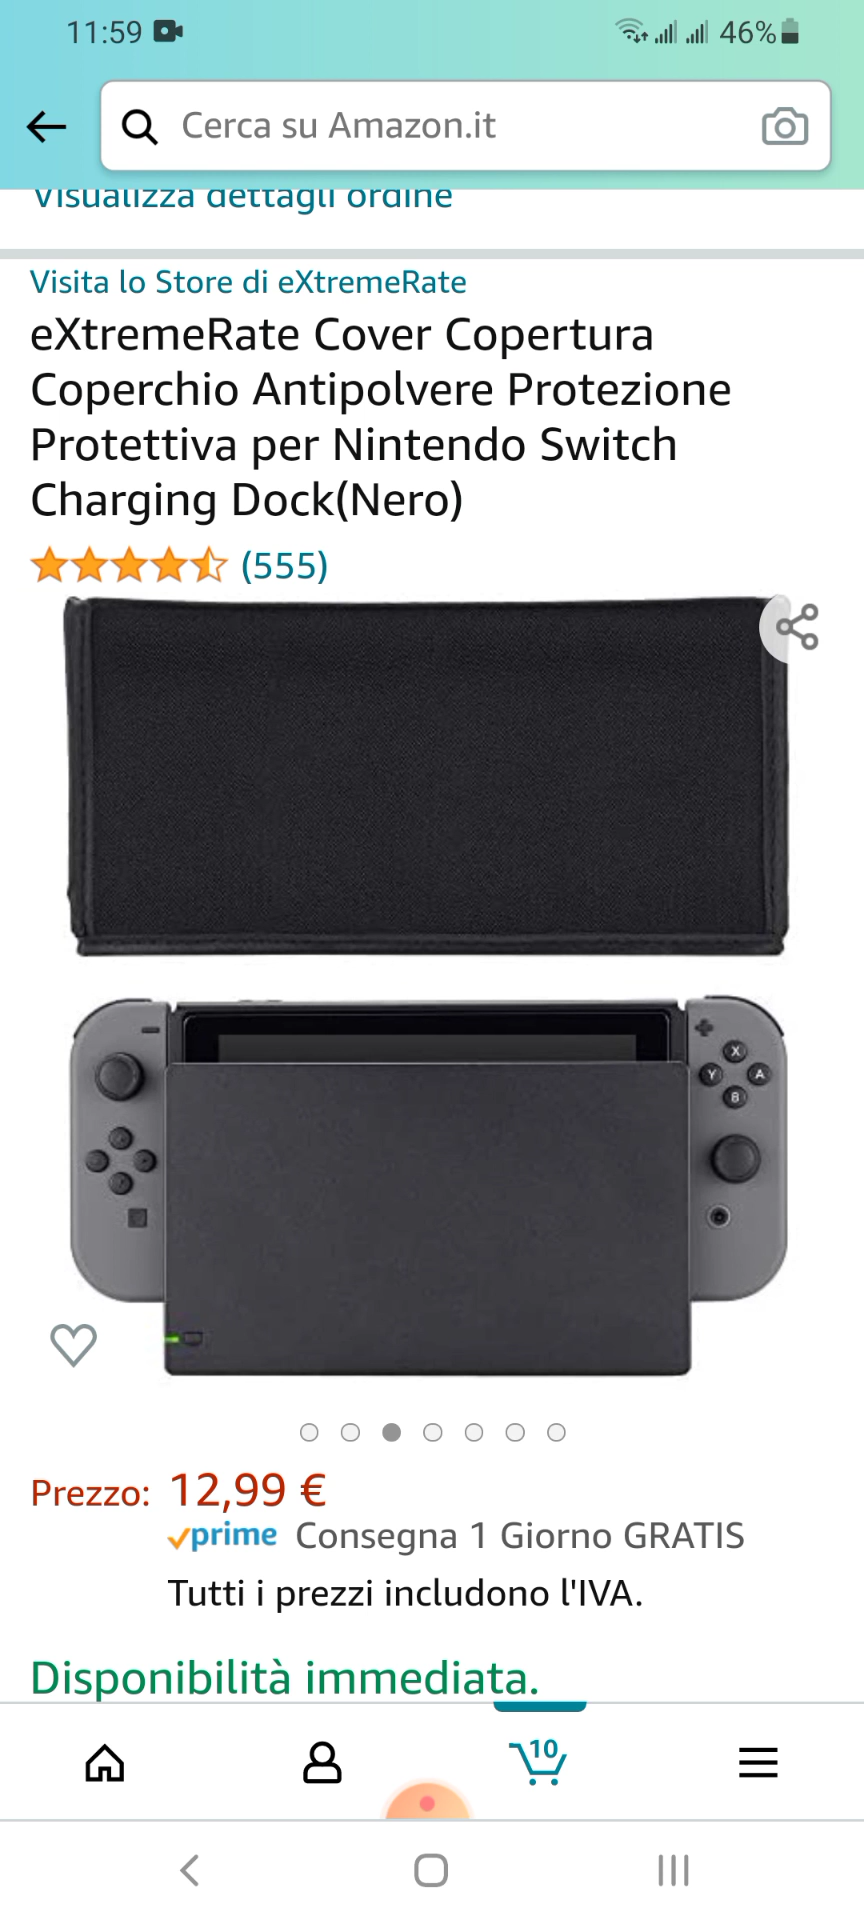 11:59
46%
Cerca su Amazon.it
Visualizza dettagli ordine
Visita lo Store di eXtremeRate
eXtremeRate Cover Copertura
Coperchio Antipolvere Protezione
Protettiva per Nintendo Switch
Charging Dock(Nero)
(555)
X
Y A
B
Prezzo: 12,99 €
prime Consegna 1 Giorno GRATIS
Tutti i prezzi includono l'IVA.
Disponibilità immediata.
10